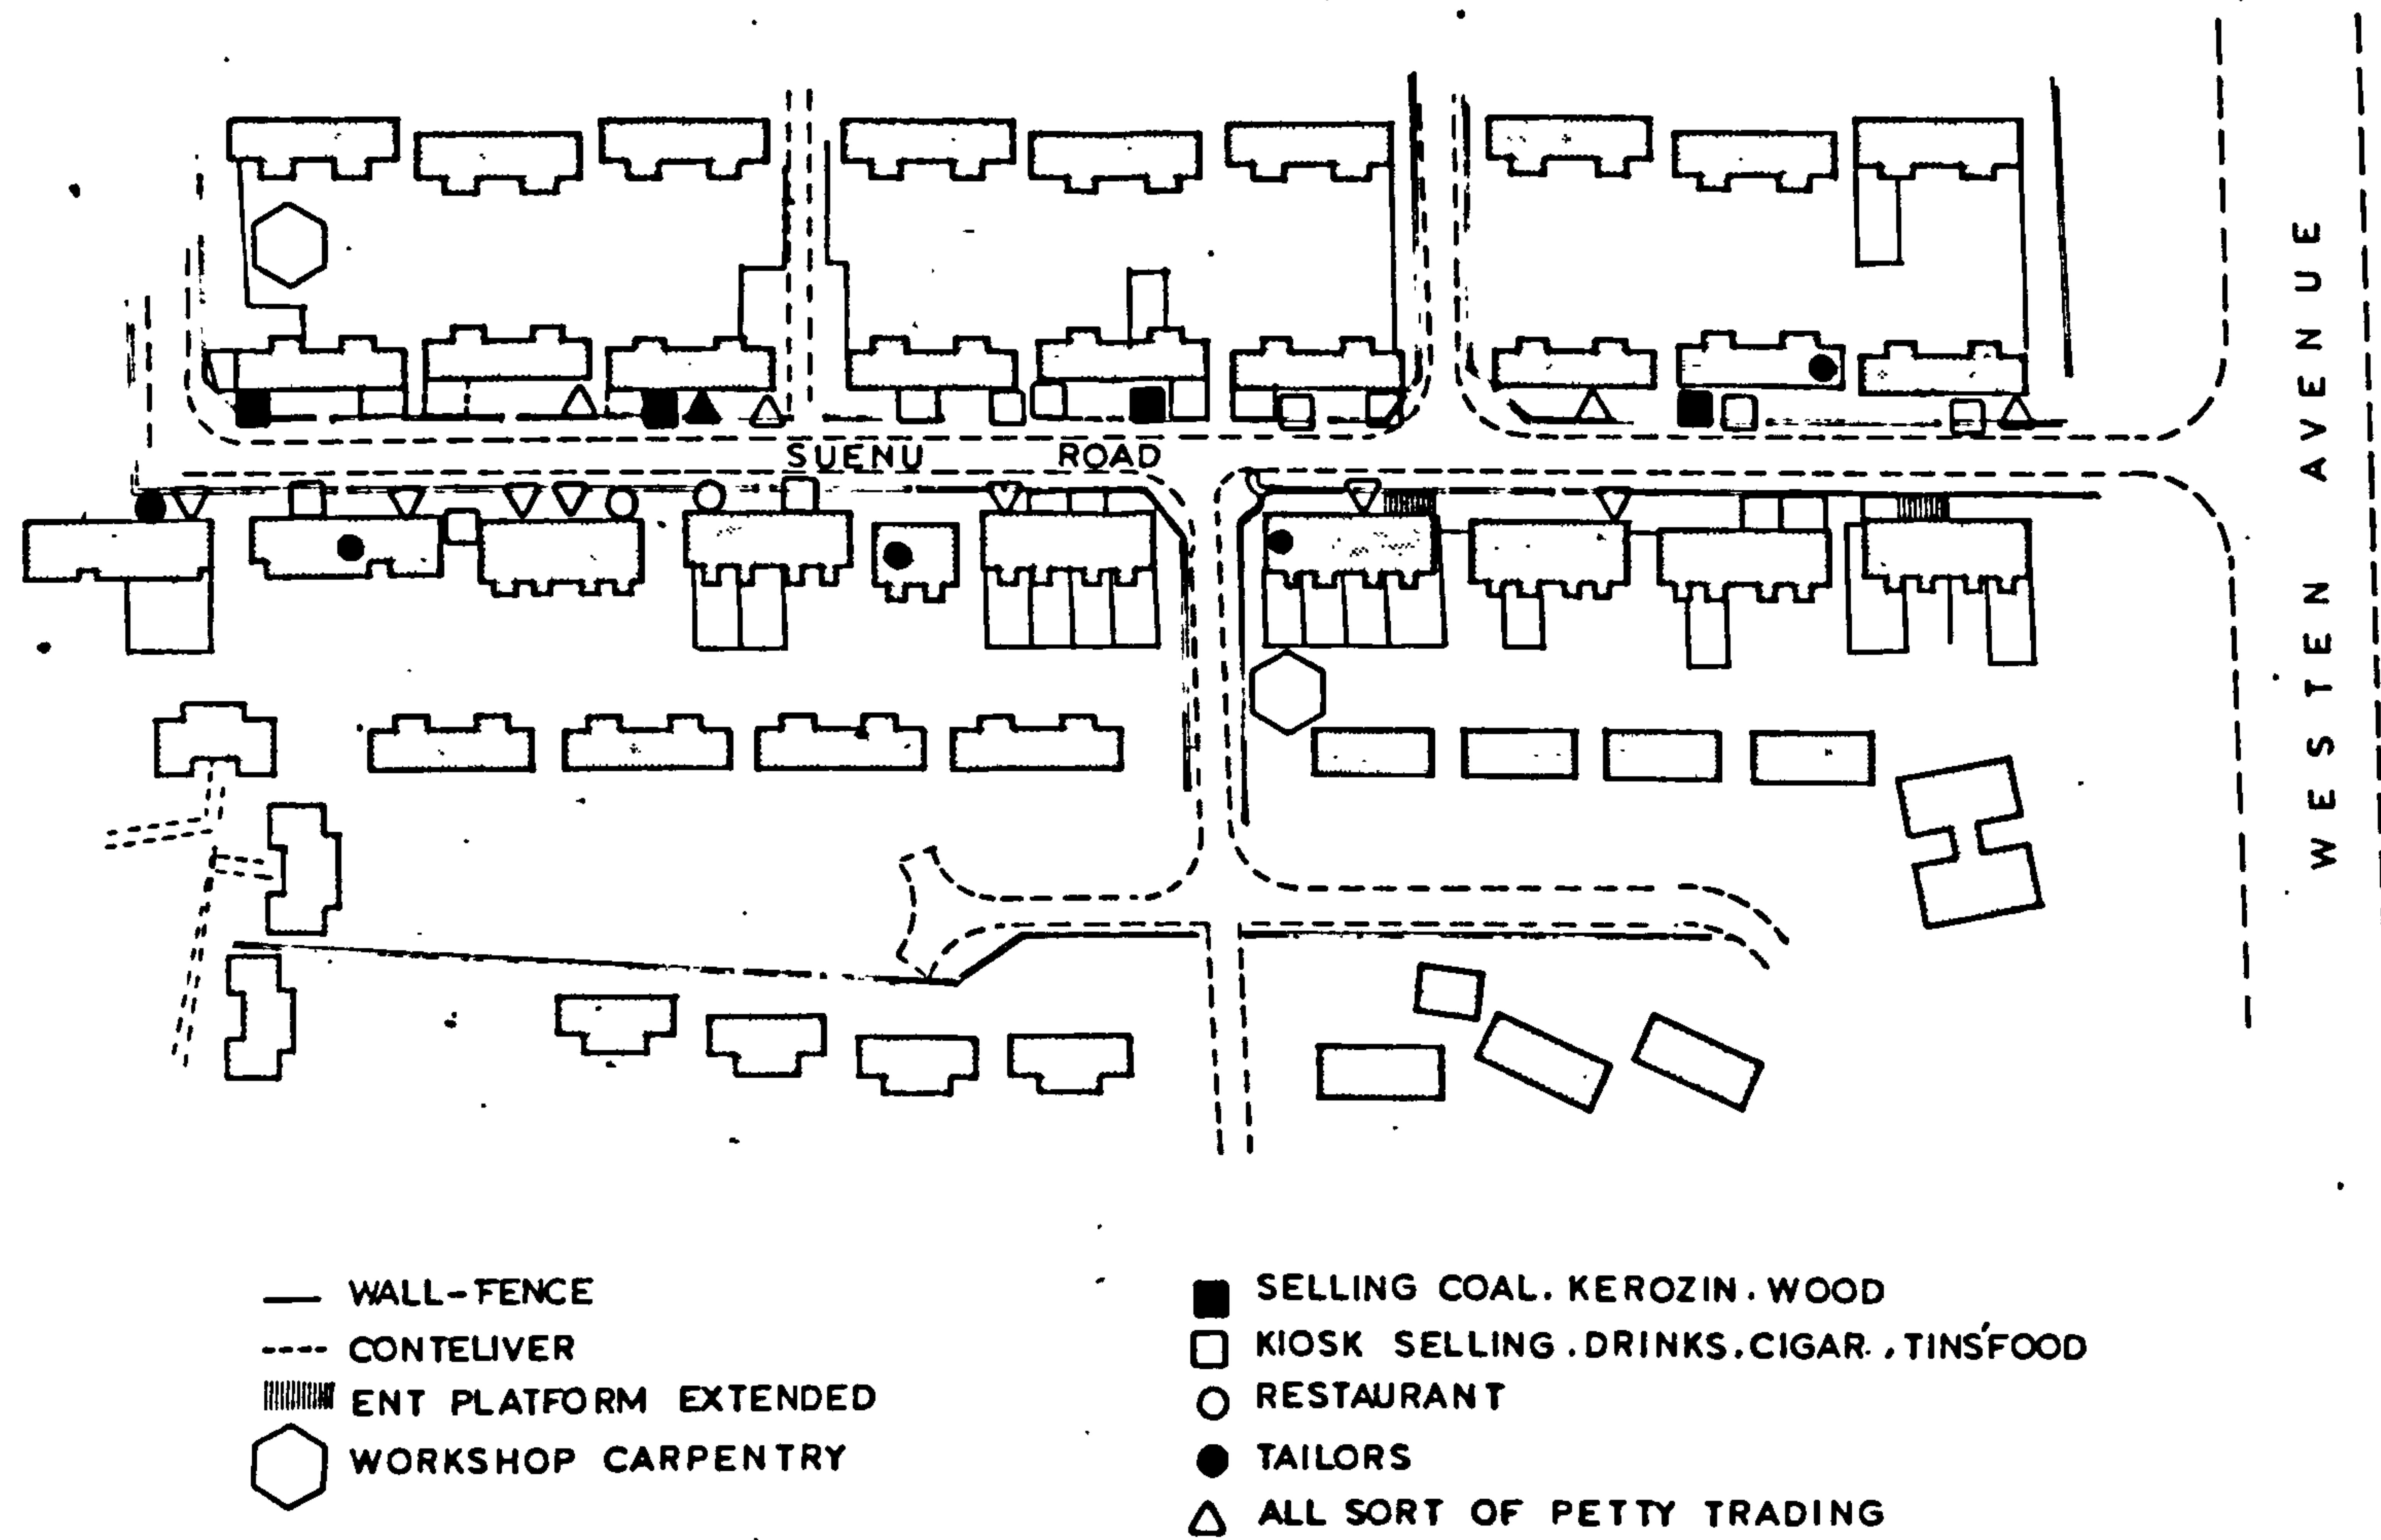 SUENU ROAD
WESTEN AVENUE
WALL-FENCE
CONTELIVER
ENT PLATFORM EXTENDED
WORKSHOP CARPENTRY
SELLING COAL. KEROZIN. WOOD
KIOSK SELLING. DRINKS. CIGAR., TINS'FOOD
RESTAURANT
TAILORS
ALL SORT OF PETTY TRADING